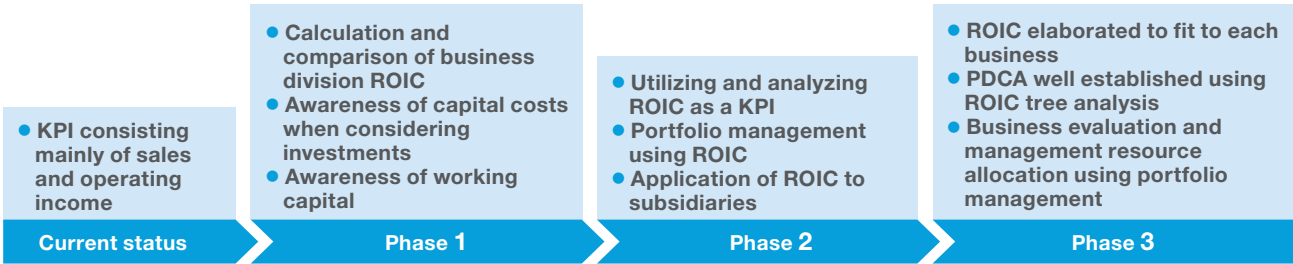 ● KPI consisting
mainly of sales
and operating
income
Current status
● Calculation and
comparison of business
division ROIC
● Awareness of capital costs
when considering
investments
● Awareness of working
capital
Phase 1
● Utilizing and analyzing
ROIC as a KPI
● Portfolio management
using ROIC
● Application of ROIC to
subsidiaries
Phase 2
● ROIC elaborated to fit to each
business
● PDCA well established using
ROIC tree analysis
● Business evaluation and
management resource
allocation using portfolio
management
Phase 3